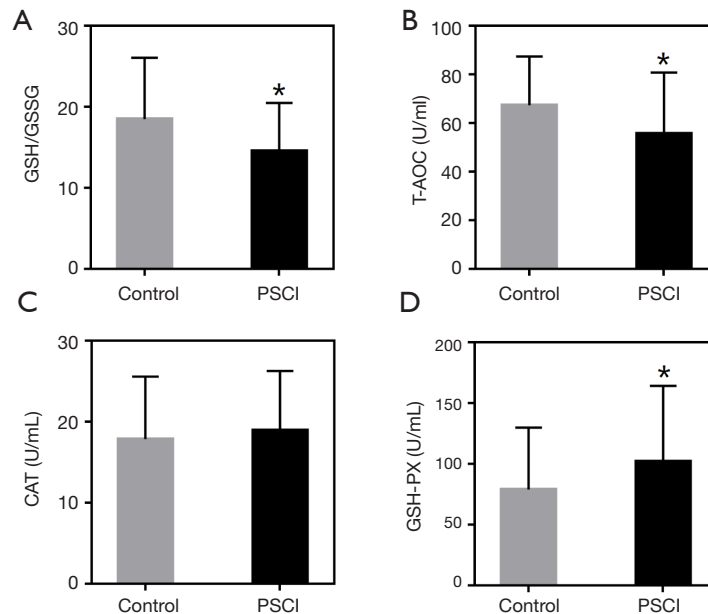 A
30
20
10
0
GSH/GSSG
*
Control PSCI
B
100
80
60
40
20
0
T-AOC (U/ml)
*
Control PSCI
C
30
20
10
0
CAT (U/mL)
Control PSCI
D
200
150
100
50
0
GSH-PX (U/mL)
*
Control PSCI